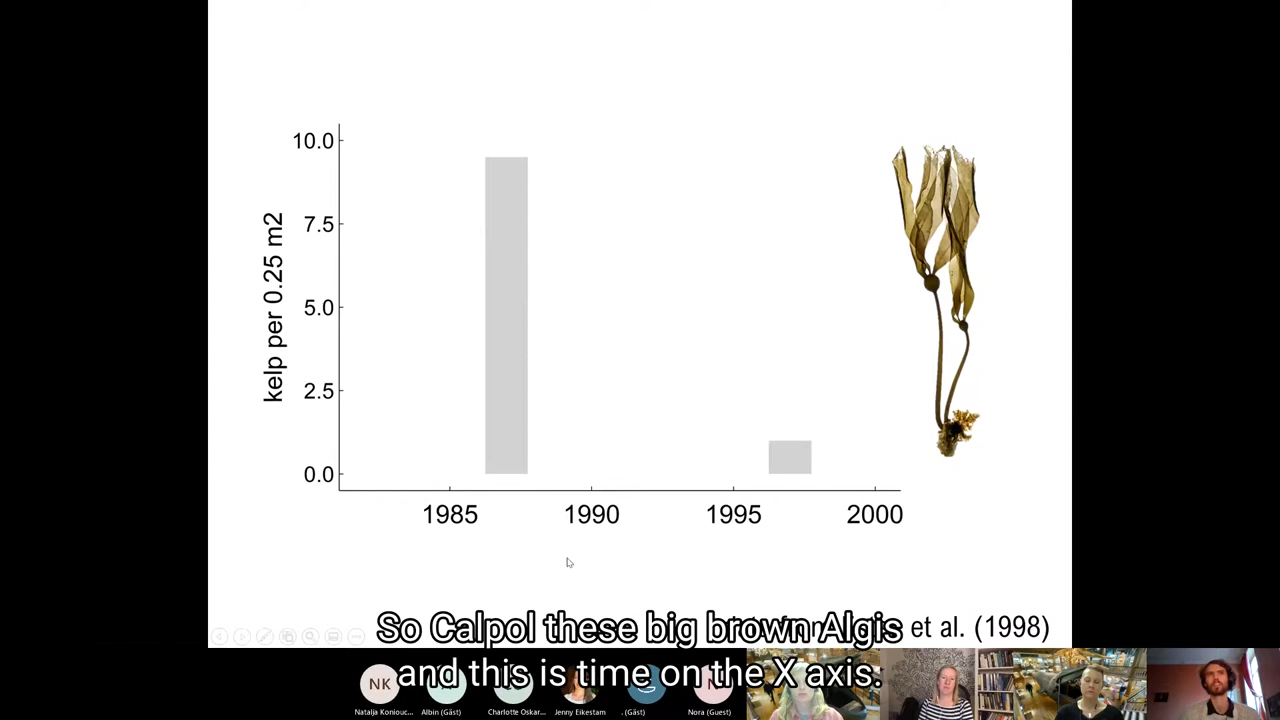 10.0
7.5
5.0
2.5
0.0
kelp per 0.25 m2
1985 1990 1995 2000
et al. (1998)
So Calpol these big brown Algis
and this is time on the X axis.
NK
N
Natalja Koniouc... Albin (Gäst) Charlotte Oskar... Jenny Eikestam . (Gäst) Nora (Guest)